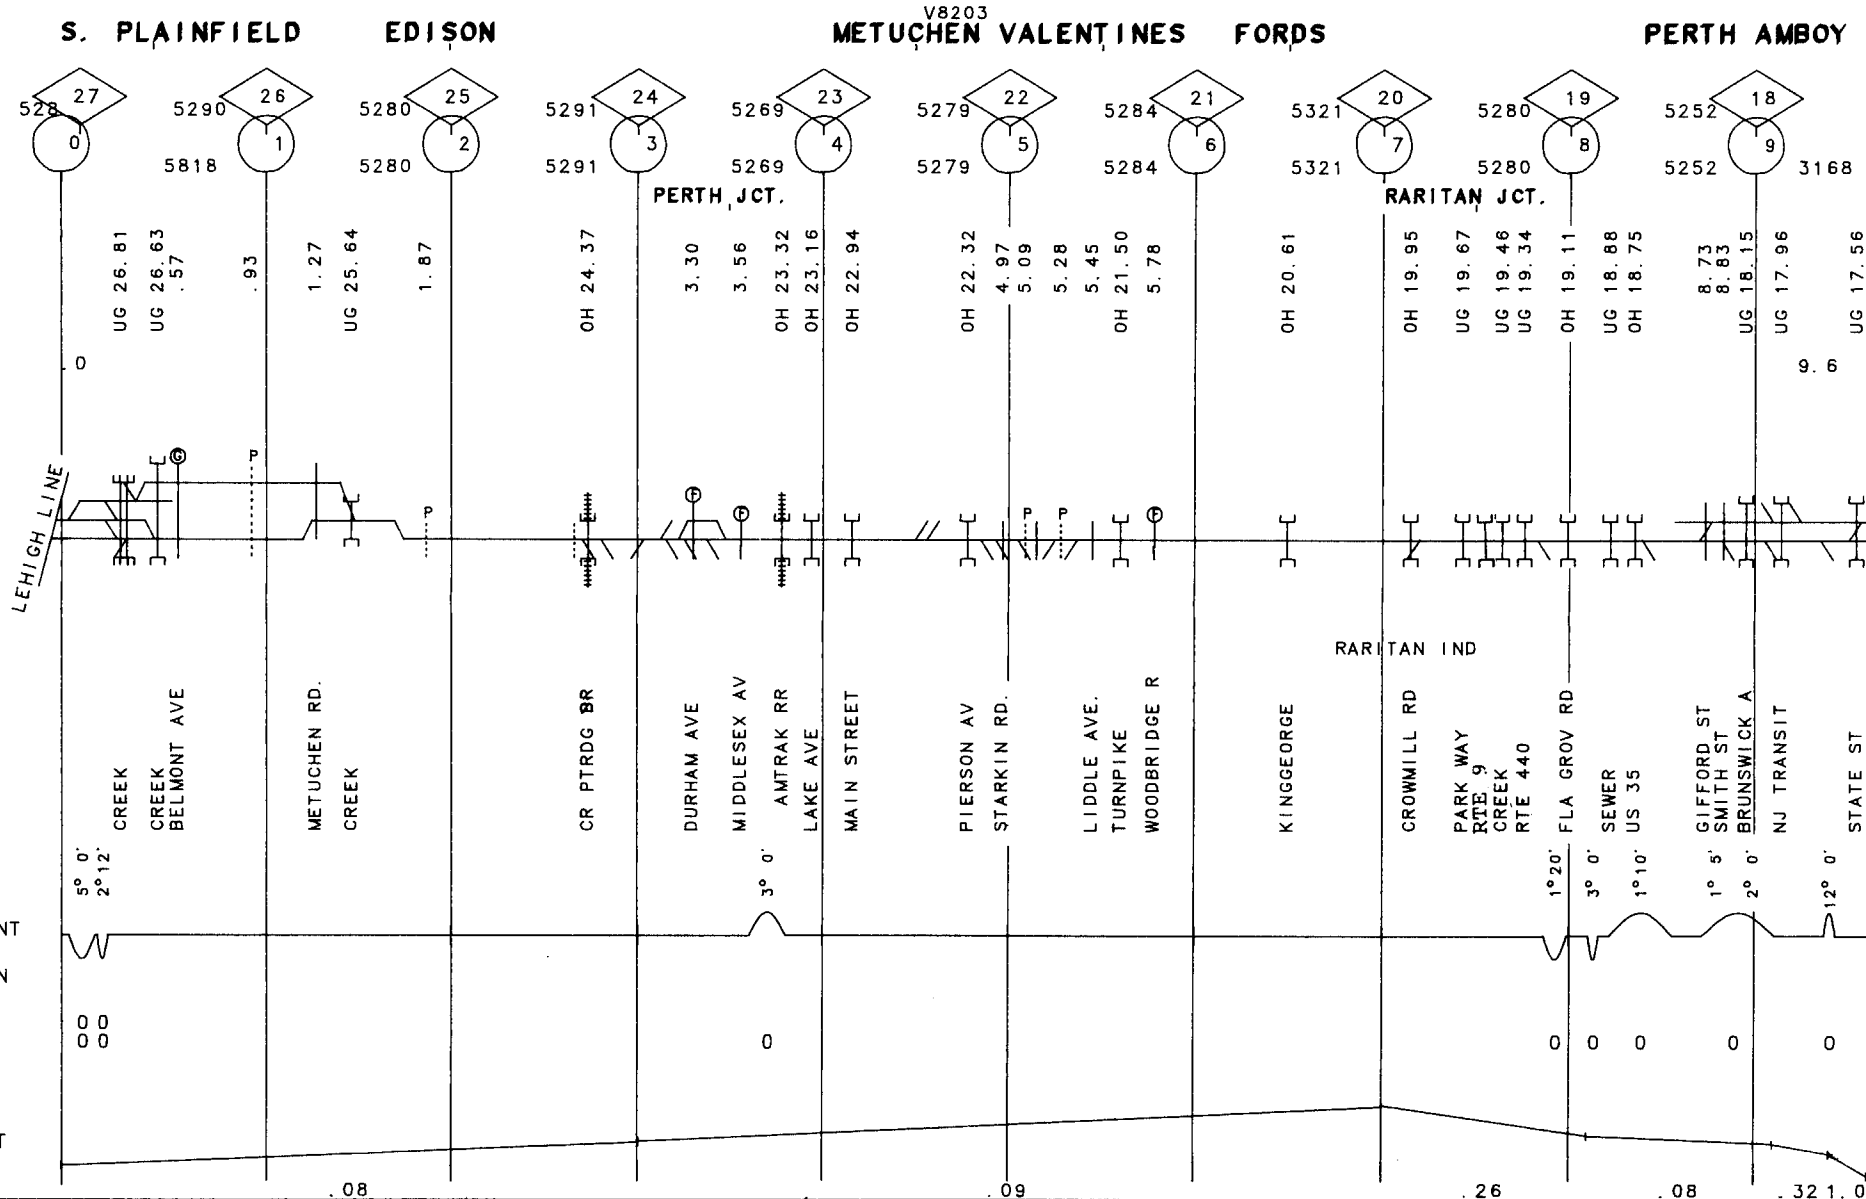 V8203
S. PLAINFIELD EDISON METUCHEN VALENTINES FORDS PERTH AMBOY
27 26 25 24 23 22 21 20 19 18
528 5290 5280 5291 5269 5279 5284 5321 5280 5252
0 1 2 3 4 5 6 7 8 9
5818 5280 5291 5269 5279 5284 5321 5280 5252 3168
PERTH JCT. RARITAN JCT.
UG 26.81
UG 26.63
.57
.93
1.27
UG 25.64
1.87
OH 24.37
3.30
3.56
OH 23.32
OH 23.16
OH 22.94
OH 22.32
4.97
5.09
5.28
5.45
OH 21.50
5.78
OH 20.61
OH 19.95
UG 19.67
UG 19.46
UG 19.34
OH 19.11
UG 18.88
OH 18.75
8.73
8.83
UG 18.15
UG 17.96
UG 17.56
.0 9.6
LEHIGH LINE
G P P F F P P F
RARITAN IND
CREEK
CREEK
BELMONT AVE
METUCHEN RD.
CREEK
CR PTRDG BR
DURHAM AVE
MIDDLESEX AV
AMTRAK RR
LAKE AVE
MAIN STREET
PIERSON AV
STARKIN RD.
LIDDLE AVE.
TURNPIKE
WOODBRIDGE R
KINGGEORGE
CROWMILL RD
PARK WAY
RTE 9
CREEK
RTE 440
FLA GROV RD
SEWER
US 35
GIFFORD ST
SMITH ST
BRUNSWICK A
NJ TRANSIT
STATE ST
5° 0'
2°12'
3° 0'
1°20'
3° 0'
1°10'
1° 5'
2° 0'
12° 0'
NT
N
0 0
0 0 0 0 0 0 0 0
T
.08 .09 .26 .08 .32 1.0